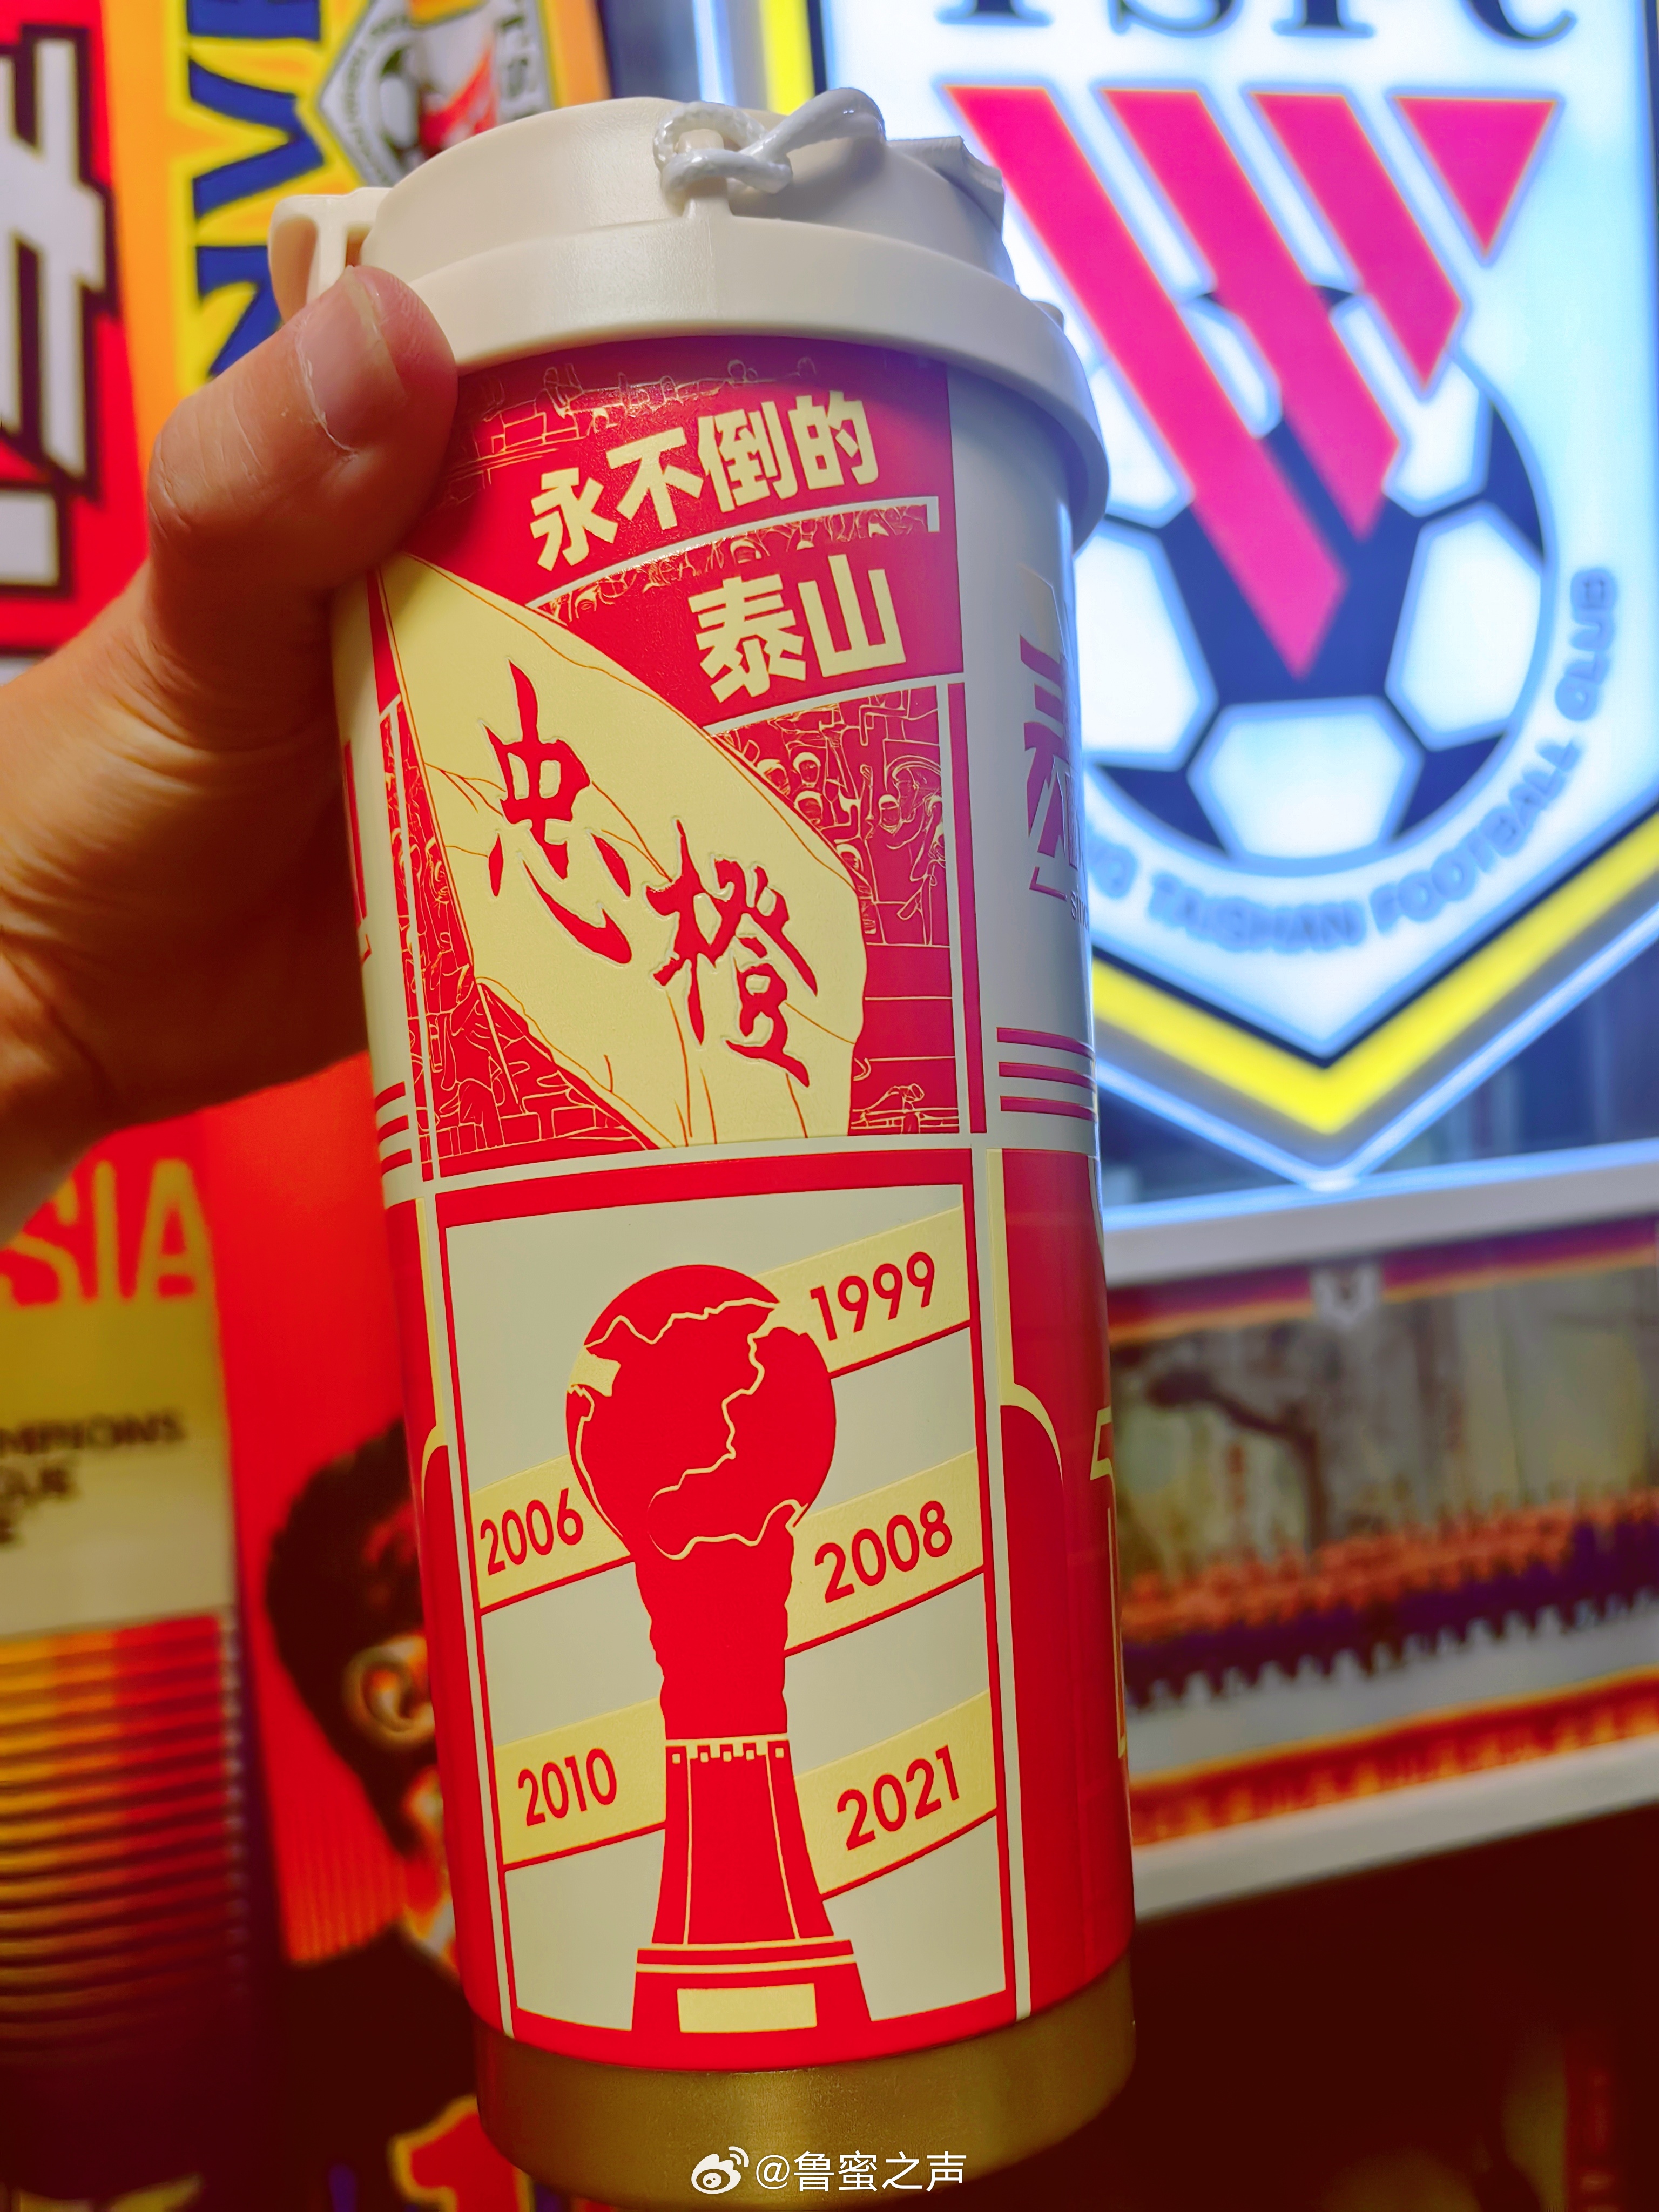 TSFC
永不倒的
泰山
忠橙
TAISHAN FOOTBALL CLUB
1999
2006
2008
2010
2021
@鲁蜜之声